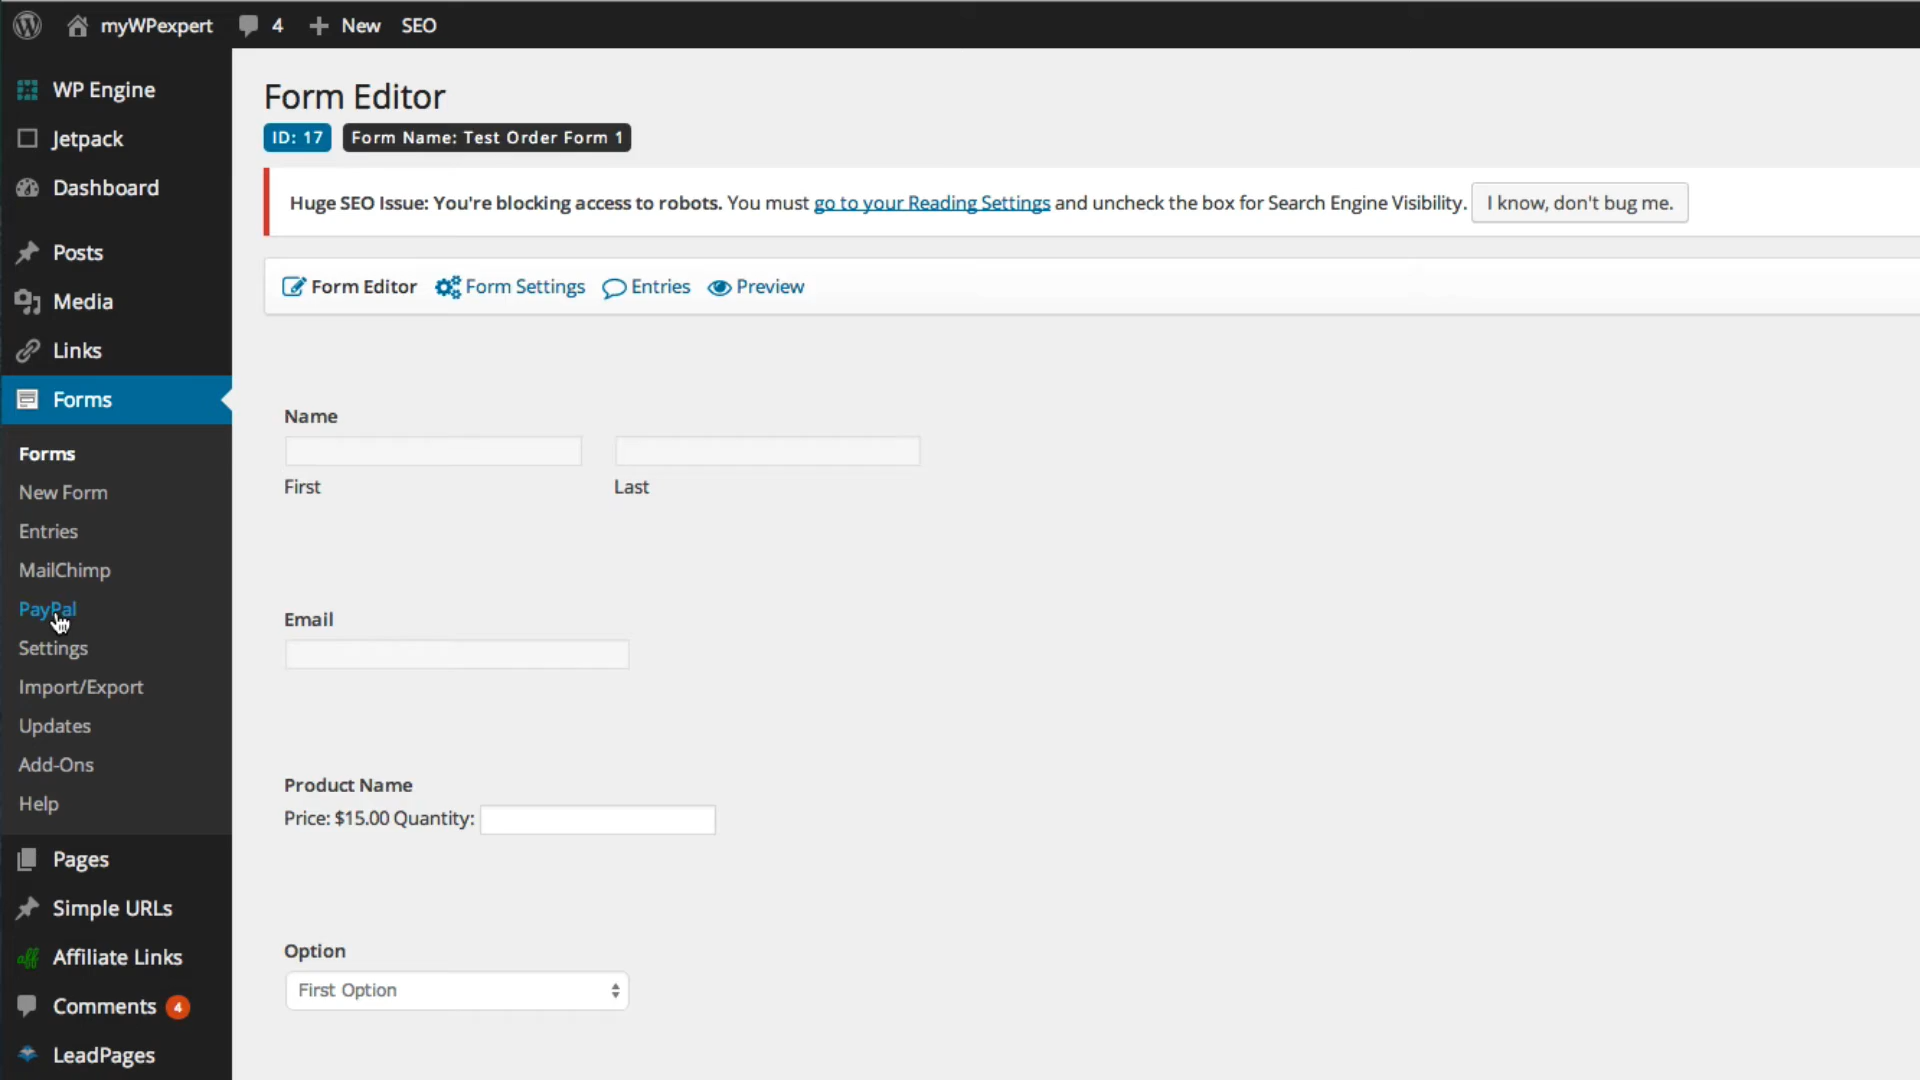 myWPexpert 4 New SEO
WP Engine
Jetpack
Dashboard
Posts
Media
Links
Forms
Forms
New Form
Entries
MailChimp
PayPal
Settings
Import/Export
Updates
Add-Ons
Help
Pages
Simple URLs
aff Affiliate Links
Comments 4
LeadPages
Form Editor
ID: 17 Form Name: Test Order Form 1
Huge SEO Issue: You're blocking access to robots. You must go to your Reading Settings and uncheck the box for Search Engine Visibility. I know, don't bug me.
Form Editor Form Settings Entries Preview
Name
First Last
Email
Product Name
Price: $15.00 Quantity:
Option
First Option